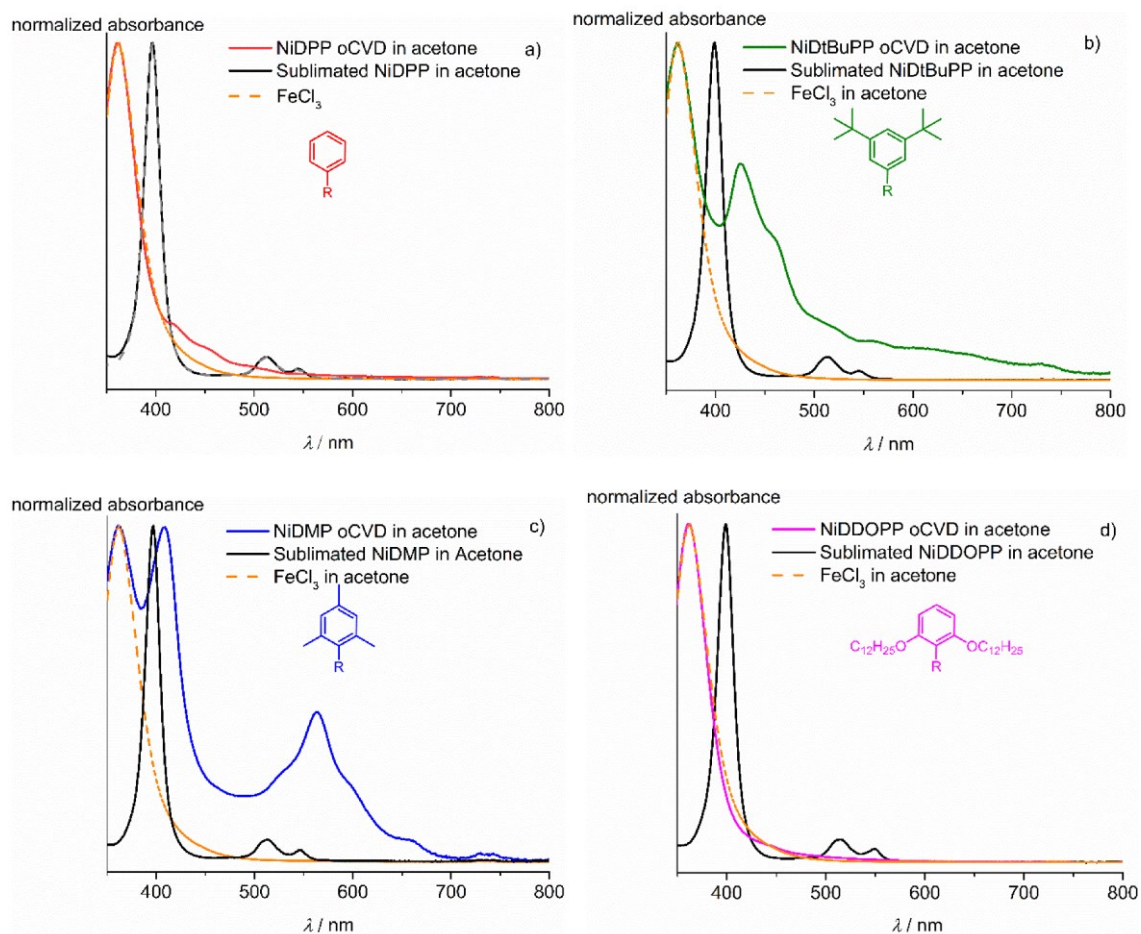 normalized absorbance
a)
NiDPP oCVD in acetone
Sublimated NiDPP in acetone
FeCl₃
R
400 500 600 700 800
λ / nm
normalized absorbance
b)
NiDtBuPP oCVD in acetone
Sublimated NiDtBuPP in acetone
FeCl₃ in acetone
R
400 500 600 700 800
λ / nm
normalized absorbance
c)
NiDMP oCVD in acetone
Sublimated NiDMP in Acetone
FeCl₃ in acetone
R
400 500 600 700 800
λ / nm
normalized absorbance
d)
NiDDOPP oCVD in acetone
Sublimated NiDDOPP in acetone
FeCl₃ in acetone
C₁₂H₂₅O OC₁₂H₂₅
R
400 500 600 700 800
λ / nm